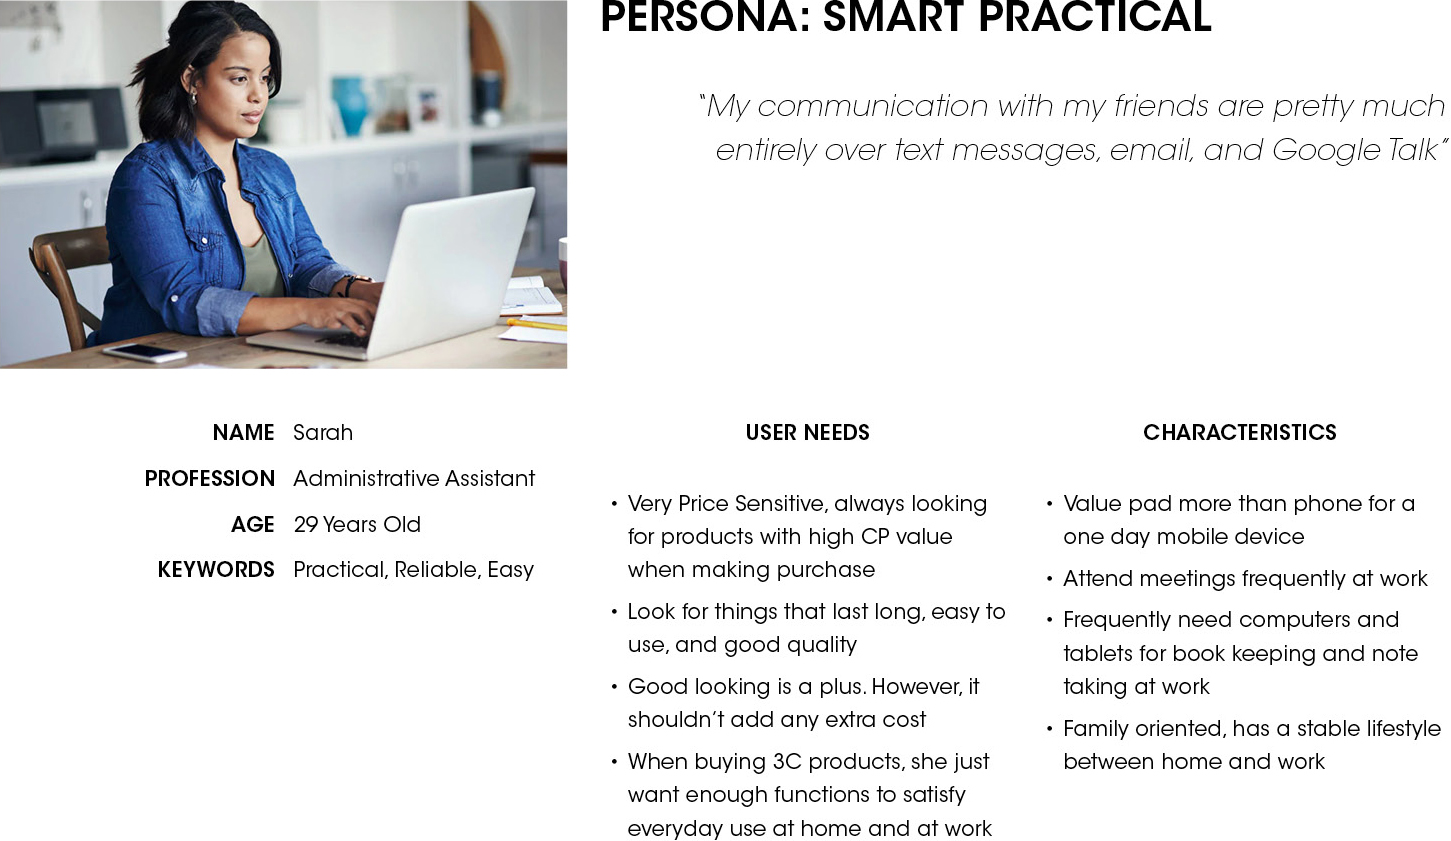 PERSONA: SMART PRACTICAL
“My communication with my friends are pretty much
entirely over text messages, email, and Google Talk”
NAME Sarah
PROFESSION Administrative Assistant
AGE 29 Years Old
KEYWORDS Practical, Reliable, Easy
USER NEEDS
• Very Price Sensitive, always looking
for products with high CP value
when making purchase
• Look for things that last long, easy to
use, and good quality
• Good looking is a plus. However, it
shouldn’t add any extra cost
• When buying 3C products, she just
want enough functions to satisfy
everyday use at home and at work
CHARACTERISTICS
• Value pad more than phone for a
one day mobile device
• Attend meetings frequently at work
• Frequently need computers and
tablets for book keeping and note
taking at work
• Family oriented, has a stable lifestyle
between home and work